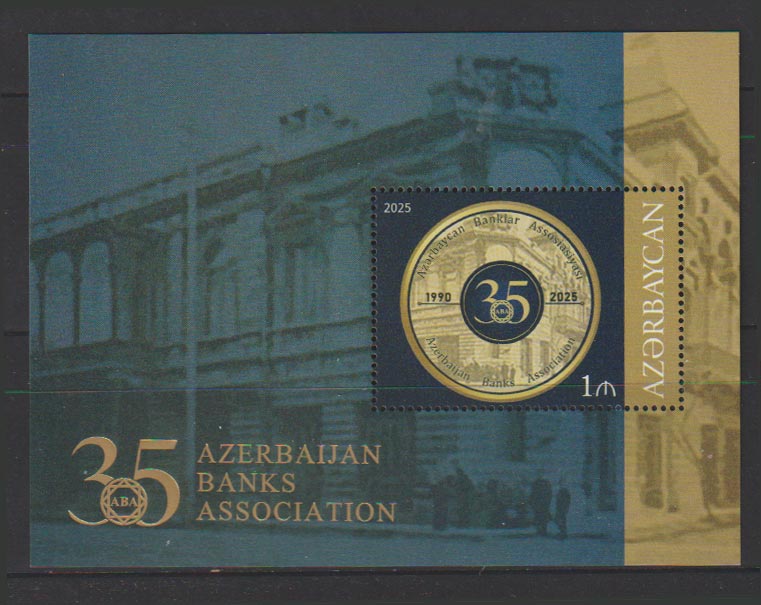 2025
Azərbaycan Banklar Assosiasiyası
1990 2025
35
ABA
Azerbaijan Banks Association
1₼
AZƏRBAYCAN
35
ABA
AZERBAIJAN
BANKS
ASSOCIATION